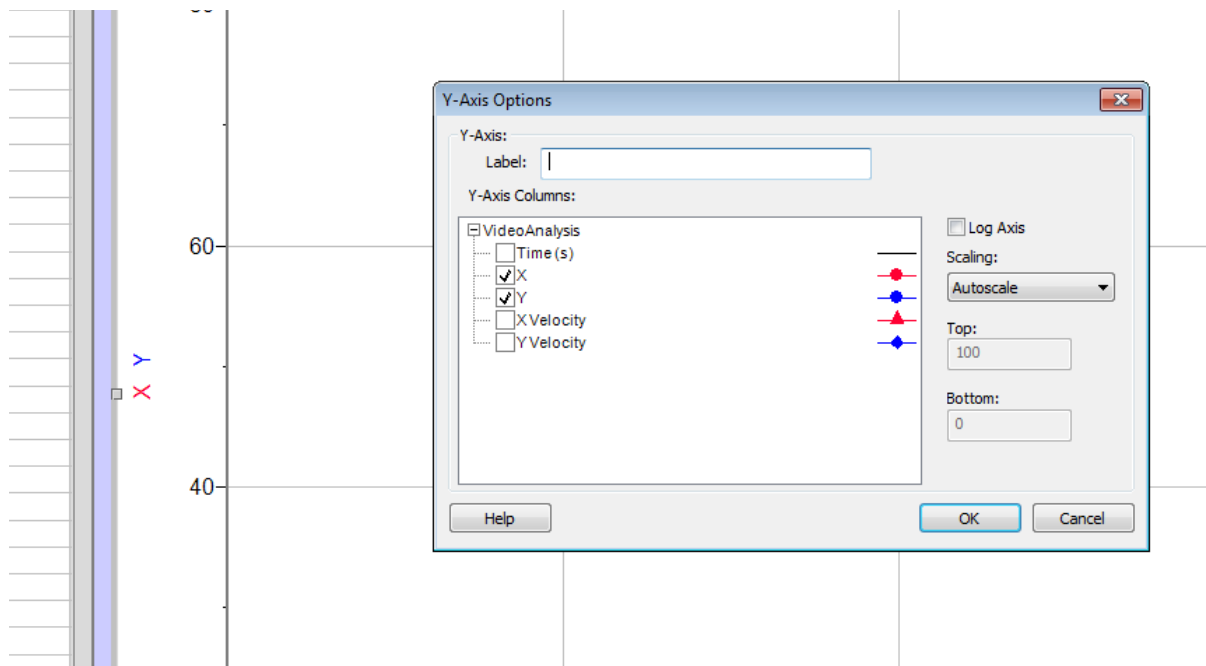 Y-Axis Options
Y-Axis:
Label:
Y-Axis Columns:
VideoAnalysis
Time (s)
X
Y
X Velocity
Y Velocity
Log Axis
Scaling:
Autoscale
Top:
100
Bottom:
0
Help
OK
Cancel
60
40
X Y